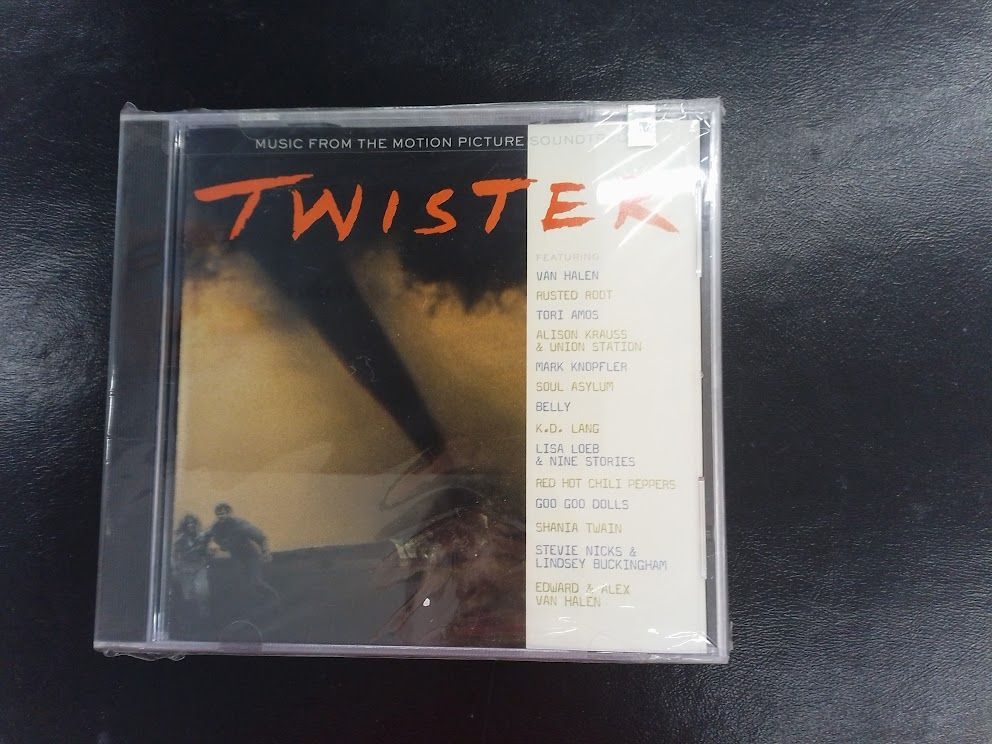 MUSIC FROM THE MOTION PICTURE
TWISTER
FEATURING
VAN HALEN
RUSTED ROOT
TORI AMOS
ALISON KRAUSS
& UNION STATION
MARK KNOPFLER
SOUL ASYLUM
BELLY
K.D. LANG
LISA LOEB
& NINE STORIES
RED HOT CHILI PEPPERS
GOO GOO DOLLS
SHANIA TWAIN
STEVIE NICKS &
LINDSEY BUCKINGHAM
EDWARD & ALEX
VAN HALEN